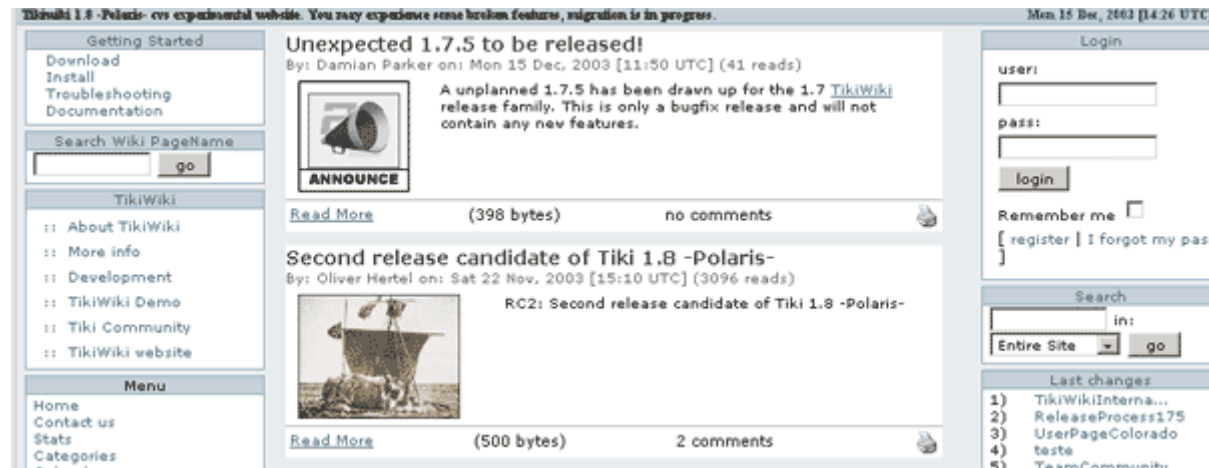 Tikiwiki 1.8 -Polaris- cvs experimental website. You may experience some broken features, migration is in progress.
Mon 15 Dec, 2003 [14:26 UTC
Getting Started
Download
Install
Troubleshooting
Documentation
Search Wiki PageName
go
TikiWiki
:: About TikiWiki
:: More info
:: Development
:: TikiWiki Demo
:: Tiki Community
:: TikiWiki website
Menu
Home
Contact us
Stats
Categories
Unexpected 1.7.5 to be released!
By: Damian Parker on: Mon 15 Dec, 2003 [11:50 UTC] (41 reads)
ANNOUNCE
A unplanned 1.7.5 has been drawn up for the 1.7 TikiWiki
release family. This is only a bugfix release and will not
contain any new features.
Read More (398 bytes) no comments
Second release candidate of Tiki 1.8 -Polaris-
By: Oliver Hertel on: Sat 22 Nov, 2003 [15:10 UTC] (3096 reads)
RC2: Second release candidate of Tiki 1.8 -Polaris-
Read More (500 bytes) 2 comments
Login
user:
pass:
login
Remember me
[ register | I forgot my pas
]
Search
in:
Entire Site go
Last changes
1) TikiWikiInterna...
2) ReleaseProcess175
3) UserPageColorado
4) teste
5) TeamCommunity